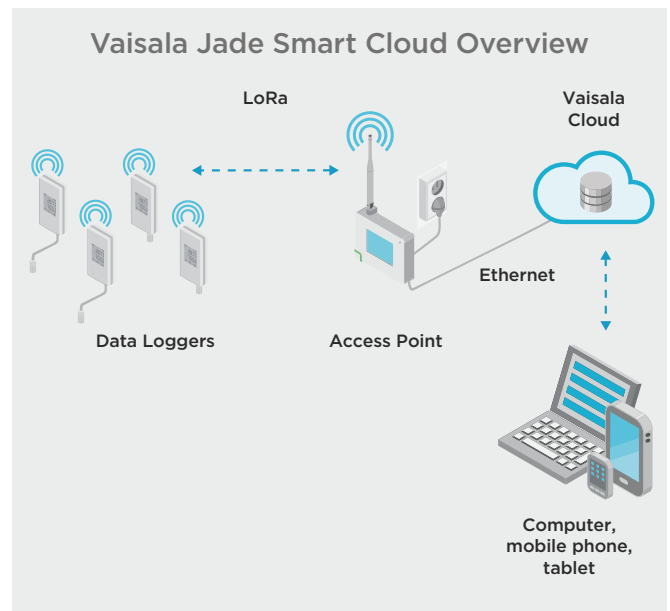 Vaisala Jade Smart Cloud Overview
LoRa
Vaisala
Cloud
Ethernet
Data Loggers
Access Point
Computer,
mobile phone,
tablet